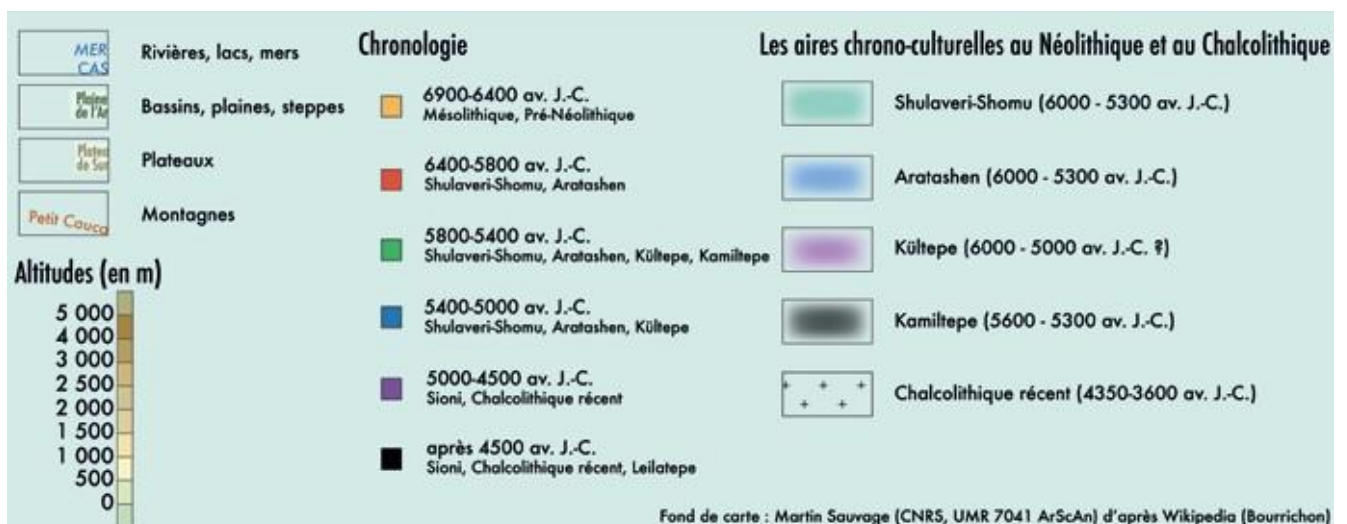 MER
CAS
Rivières, lacs, mers
Plaine
de l'Ar
Bassins, plaines, steppes
Platea
de Sur
Plateaux
Petit Cauca
Montagnes
Altitudes (en m)
5 000
4 000
3 000
2 500
2 000
1 500
1 000
500
0
Chronologie
6900-6400 av. J.-C.
Mésolithique, Pré-Néolithique
6400-5800 av. J.-C.
Shulaveri-Shomu, Aratashen
5800-5400 av. J.-C.
Shulaveri-Shomu, Aratashen, Kültepe, Kamiltepe
5400-5000 av. J.-C.
Shulaveri-Shomu, Aratashen, Kültepe
5000-4500 av. J.-C.
Sioni, Chalcolithique récent
après 4500 av. J.-C.
Sioni, Chalcolithique récent, Leilatepe
Les aires chrono-culturelles au Néolithique et au Chalcolithique
Shulaveri-Shomu (6000 - 5300 av. J.-C.)
Aratashen (6000 - 5300 av. J.-C.)
Kültepe (6000 - 5000 av. J.-C. ?)
Kamiltepe (5600 - 5300 av. J.-C.)
Chalcolithique récent (4350-3600 av. J.-C.)
Fond de carte : Martin Sauvage (CNRS, UMR 7041 ArScAn) d'après Wikipedia (Bourrichon)